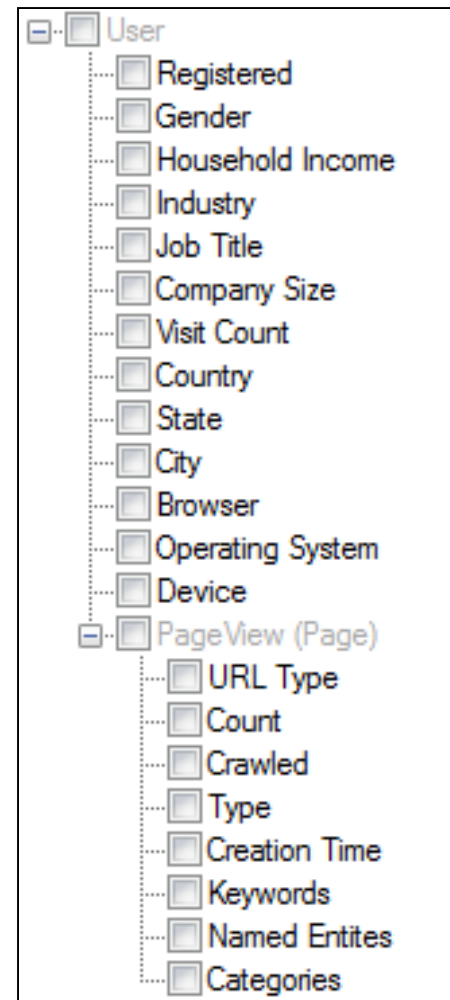 User
Registered
Gender
Household Income
Industry
Job Title
Company Size
Visit Count
Country
State
City
Browser
Operating System
Device
PageView (Page)
URL Type
Count
Crawled
Type
Creation Time
Keywords
Named Entites
Categories